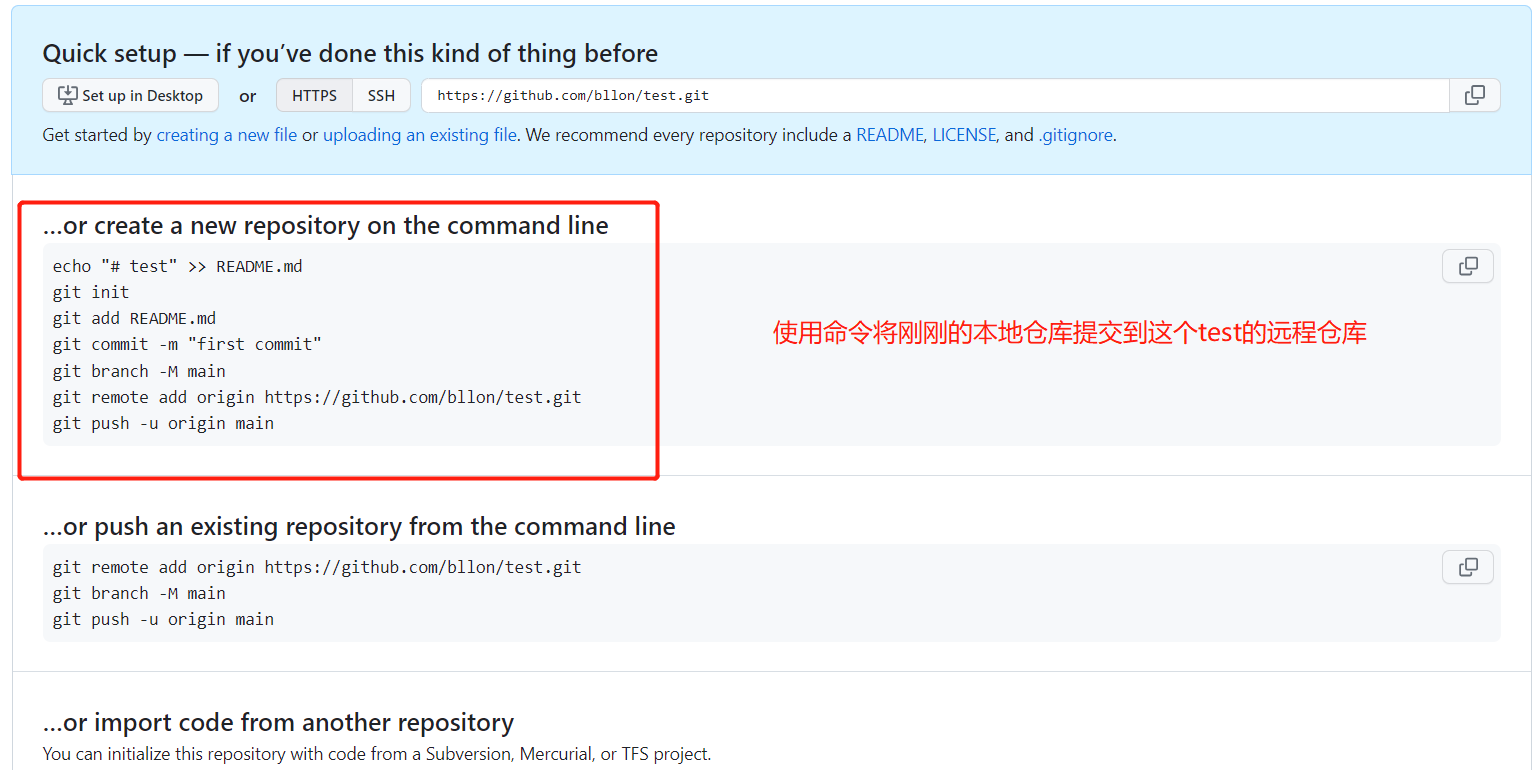 Quick setup — if you’ve done this kind of thing before
Set up in Desktop or HTTPS SSH https://github.com/bllon/test.git
Get started by creating a new file or uploading an existing file. We recommend every repository include a README, LICENSE, and .gitignore.
…or create a new repository on the command line
echo "# test" >> README.md
git init
git add README.md
git commit -m "first commit"
git branch -M main
git remote add origin https://github.com/bllon/test.git
git push -u origin main
使用命令将刚刚的本地仓库提交到这个test的远程仓库
…or push an existing repository from the command line
git remote add origin https://github.com/bllon/test.git
git branch -M main
git push -u origin main
…or import code from another repository
You can initialize this repository with code from a Subversion, Mercurial, or TFS project.